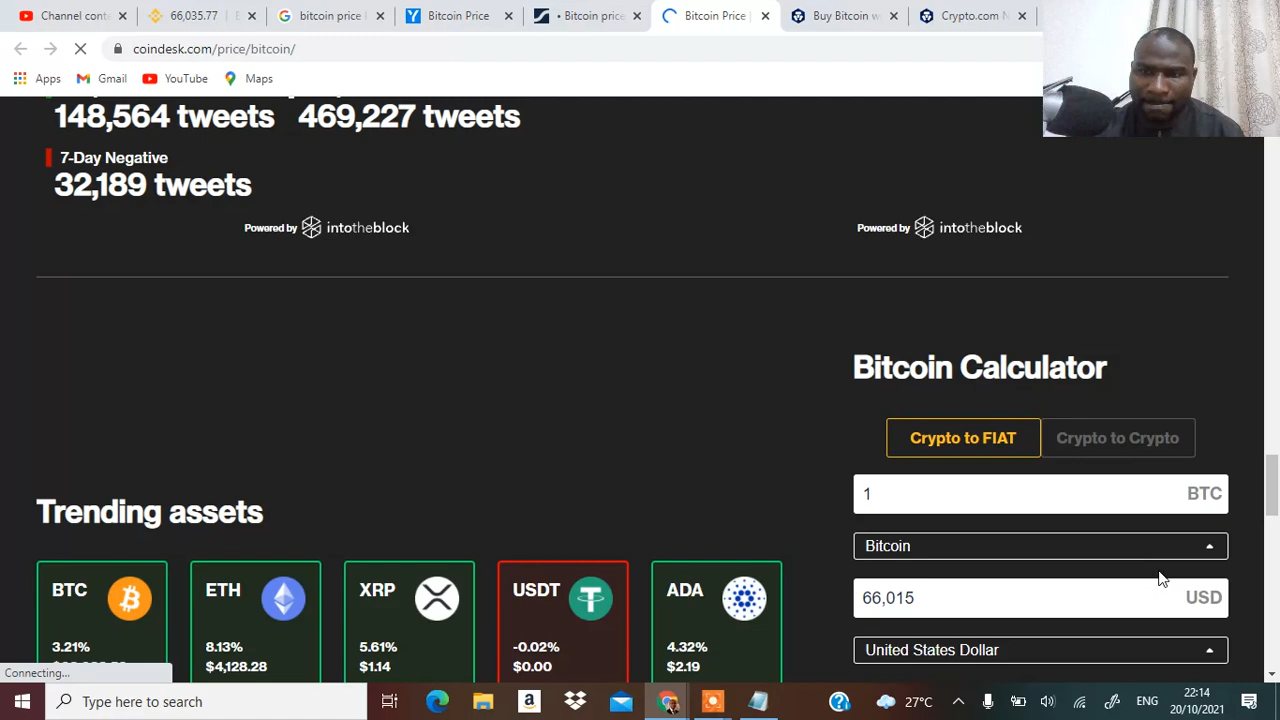 Channel conte
66,035.77 | E
bitcoin price
Bitcoin Price
• Bitcoin price
Bitcoin Price |
Buy Bitcoin w
Crypto.com N
coindesk.com/price/bitcoin/
Apps
Gmail
YouTube
Maps
148,564 tweets
469,227 tweets
7-Day Negative
32,189 tweets
Powered by intotheblock
Powered by intotheblock
Bitcoin Calculator
Crypto to FIAT
Crypto to Crypto
1 BTC
Bitcoin
66,015 USD
United States Dollar
Trending assets
BTC
3.21%
ETH
8.13%
$4,128.28
XRP
5.61%
$1.14
USDT
-0.02%
$0.00
ADA
4.32%
$2.19
Connecting...
Type here to search
27°C
ENG
22:14
20/10/2021